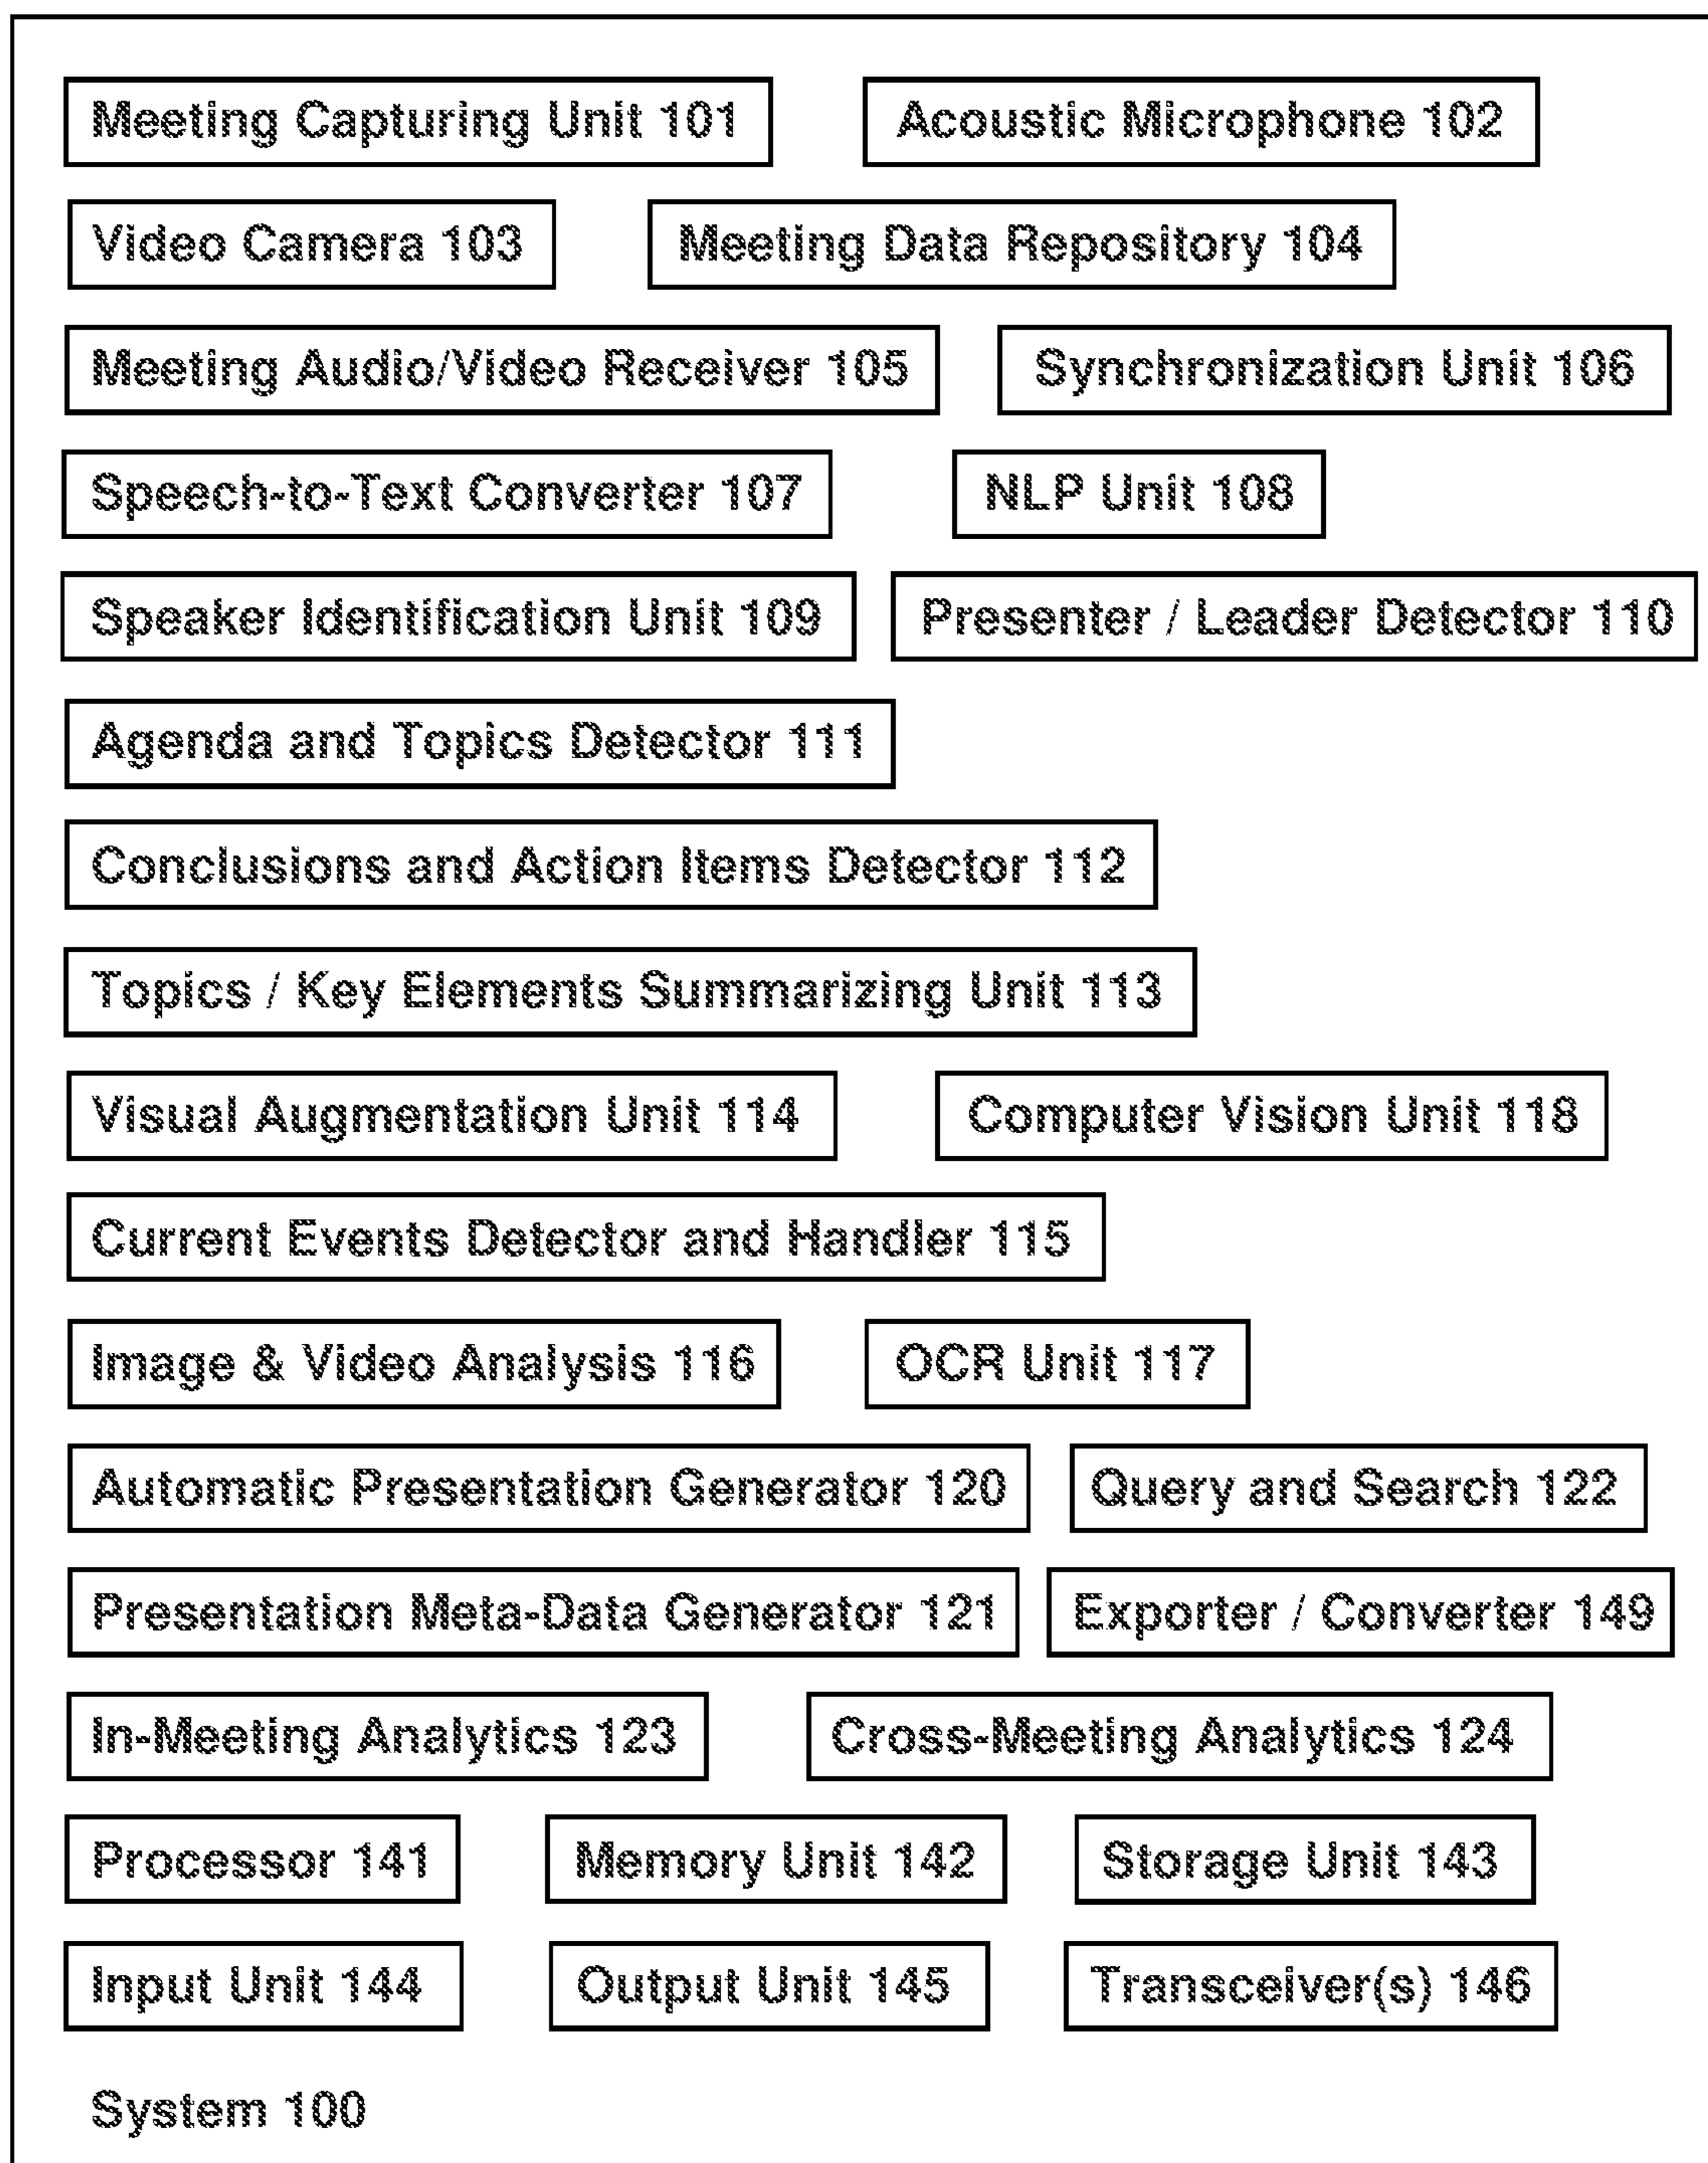 Meeting Capturing Unit 101 Acoustic Microphone 102
Video Camera 103 Meeting Data Repository 104
Meeting Audio/Video Receiver 105 Synchronization Unit 106
Speech-to-Text Converter 107 NLP Unit 108
Speaker Identification Unit 109 Presenter / Leader Detector 110
Agenda and Topics Detector 111
Conclusions and Action Items Detector 112
Topics / Key Elements Summarizing Unit 113
Visual Augmentation Unit 114 Computer Vision Unit 118
Current Events Detector and Handler 115
Image & Video Analysis 116 OCR Unit 117
Automatic Presentation Generator 120 Query and Search 122
Presentation Meta-Data Generator 121 Exporter / Converter 149
In-Meeting Analytics 123 Cross-Meeting Analytics 124
Processor 141 Memory Unit 142 Storage Unit 143
Input Unit 144 Output Unit 145 Transceiver(s) 146
System 100